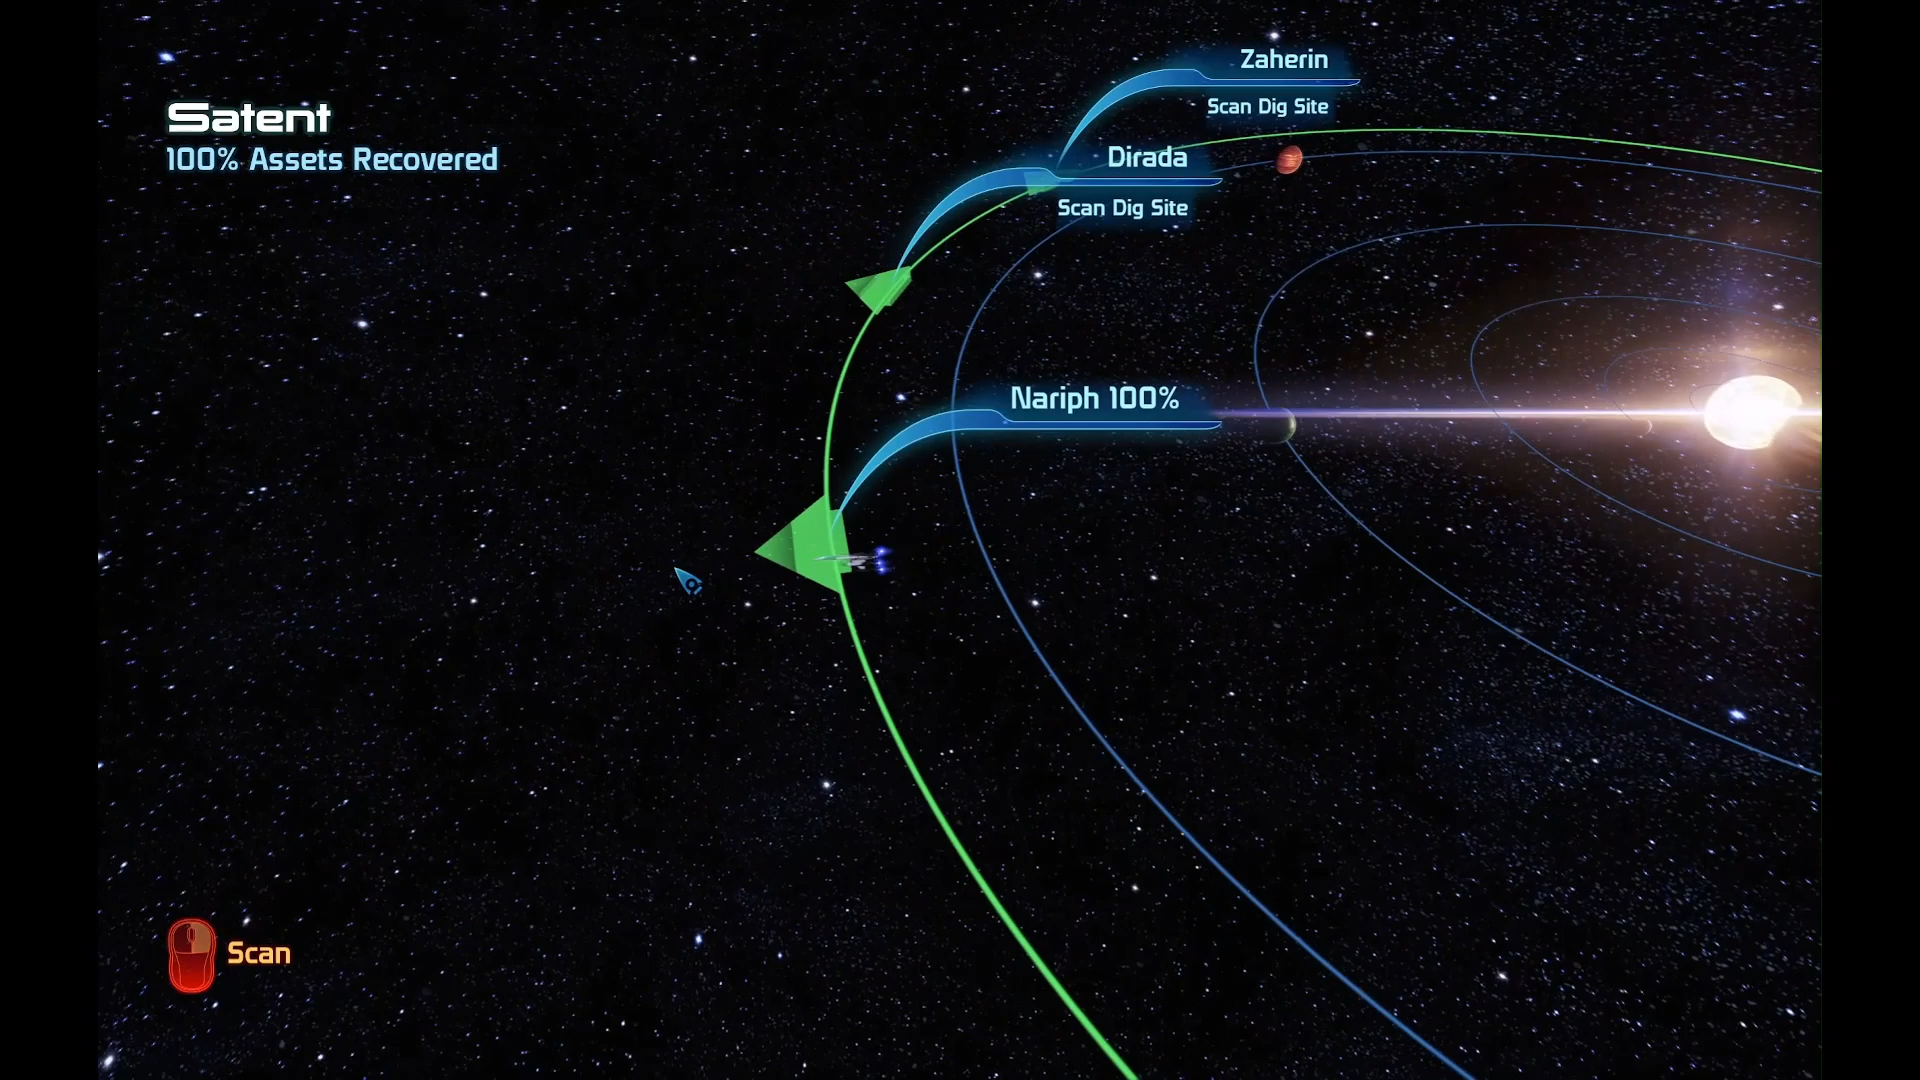 Satent
100% Assets Recovered
Zaherin
Scan Dig Site
Dirada
Scan Dig Site
Nariph 100%
Scan